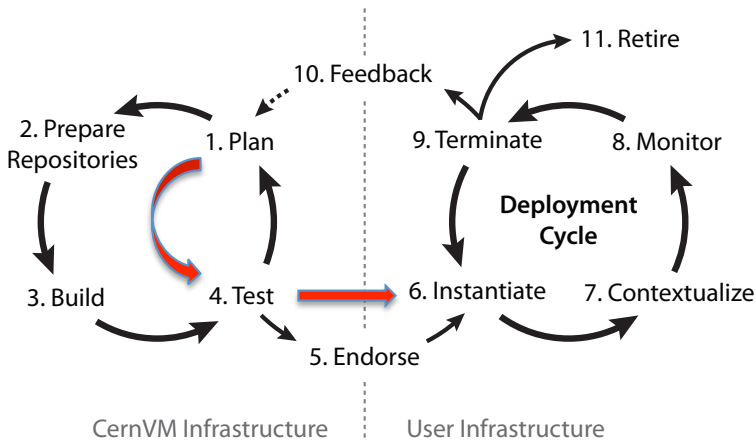 11. Retire
10. Feedback
2. Prepare
Repositories
1. Plan
9. Terminate
8. Monitor
Deployment
Cycle
3. Build
4. Test
6. Instantiate
7. Contextualize
5. Endorse
CernVM Infrastructure
User Infrastructure